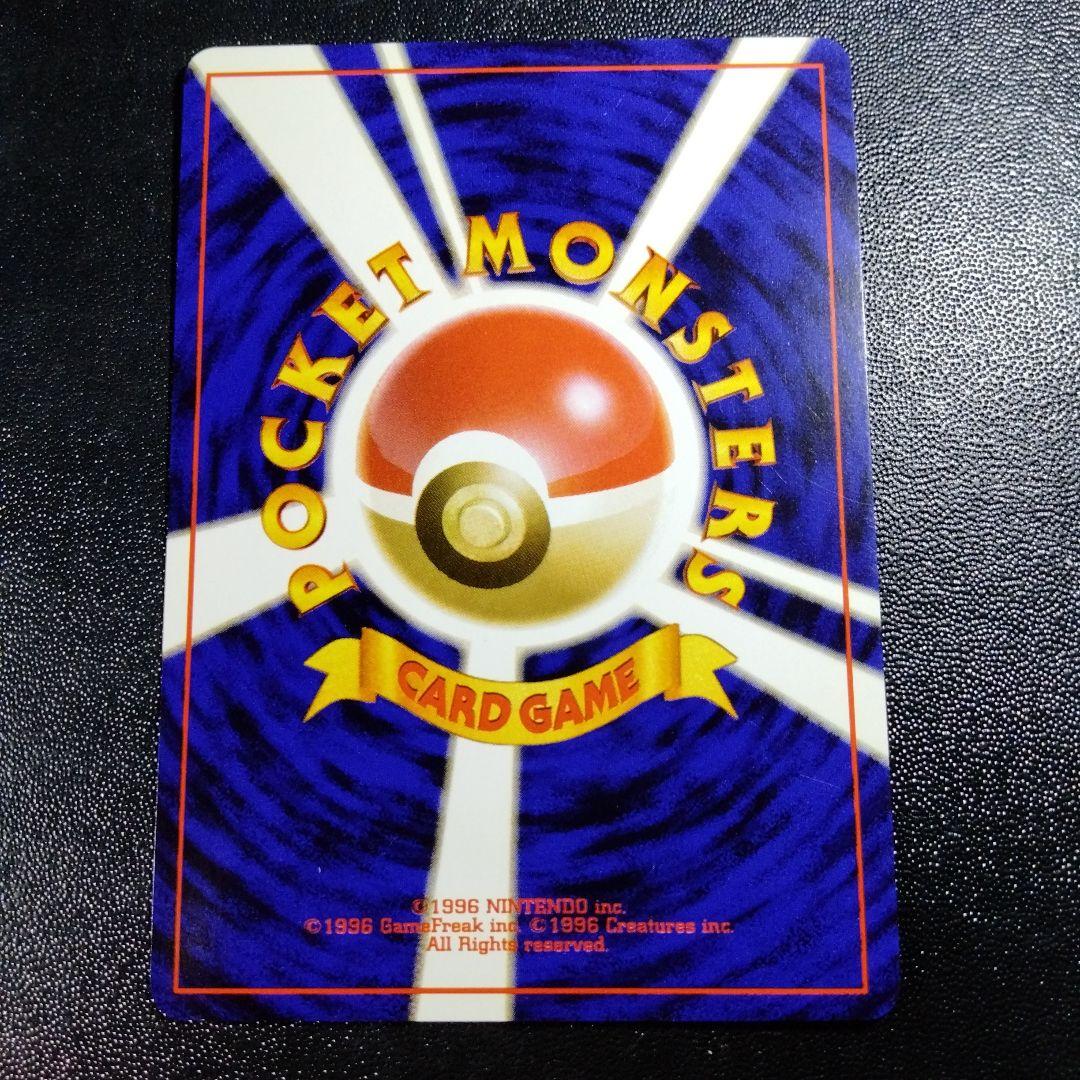 POCKET MONSTERS
CARD GAME
©1996 NINTENDO inc.
©1996 GameFreak inc. ©1996 Creatures inc.
All Rights reserved.